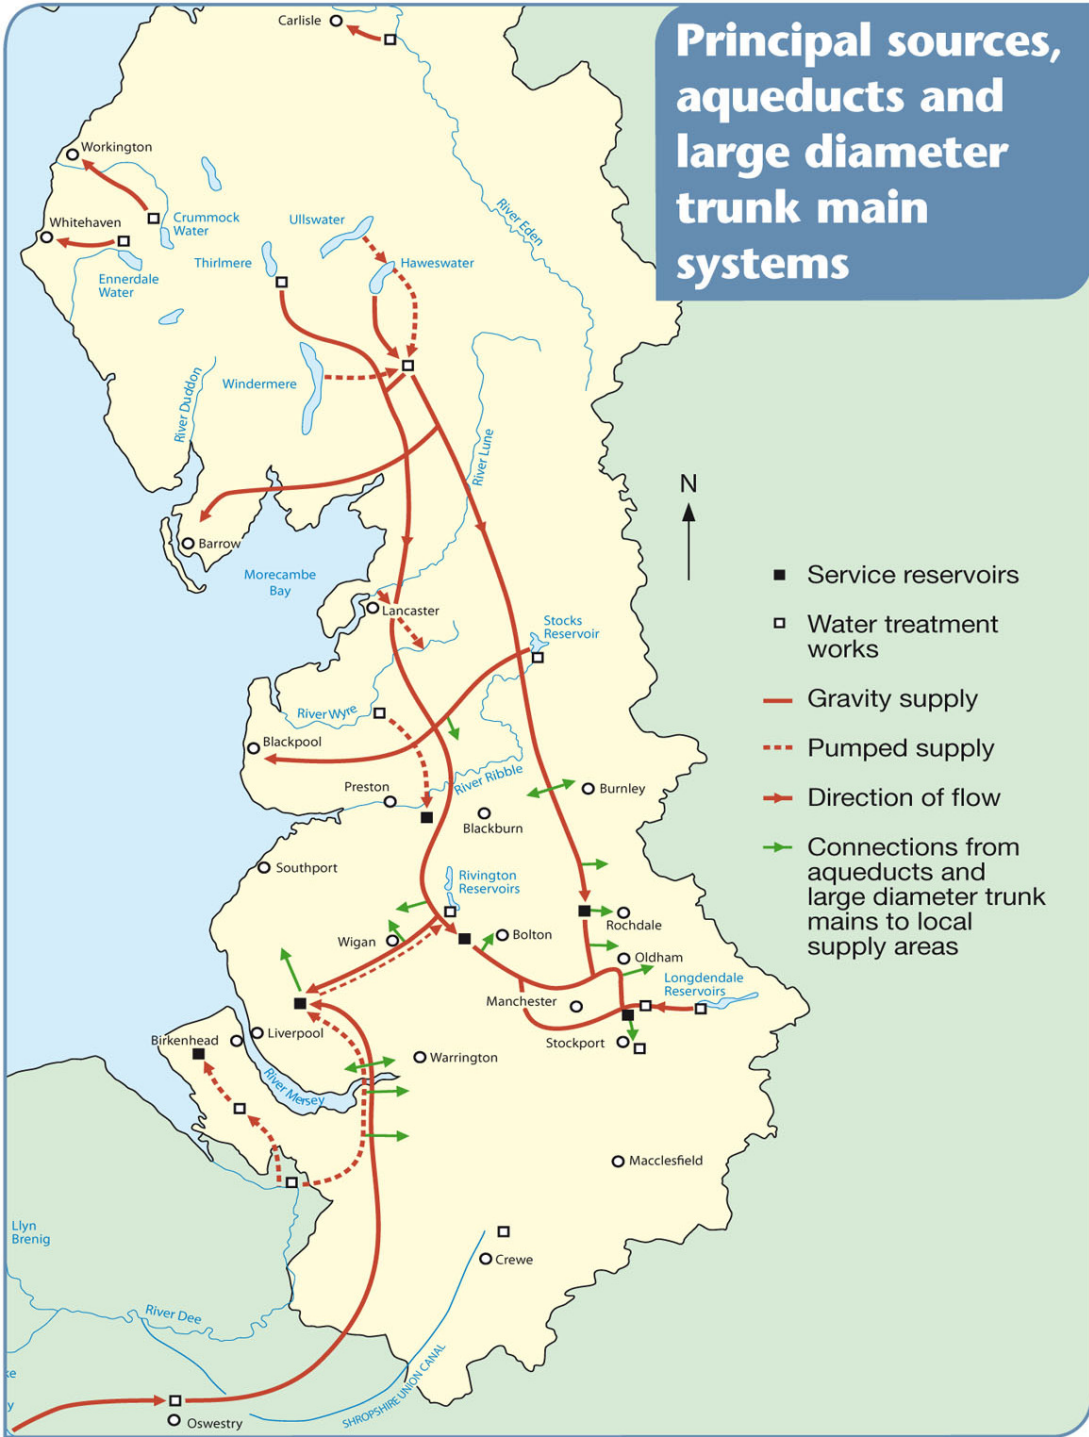 Principal sources,
aqueducts and
large diameter
trunk main
systems
Carlisle
Workington
Whitehaven
Crummock
Water
Ennerdale
Water
Ullswater
Thirlmere
Haweswater
River Eden
Windermere
River Duddon
River Lune
Barrow
Morecambe
Bay
Lancaster
Stocks
Reservoir
River Wyre
Blackpool
Preston
River Ribble
Burnley
Blackburn
Southport
Rivington
Reservoirs
Wigan
Bolton
Rochdale
Oldham
Longdendale
Reservoirs
Manchester
Stockport
Liverpool
Birkenhead
River Mersey
Warrington
Macclesfield
Llyn
Brenig
Crewe
River Dee
SHROPSHIRE UNION CANAL
Oswestry
ke
y
N
Service reservoirs
Water treatment
works
Gravity supply
Pumped supply
Direction of flow
Connections from
aqueducts and
large diameter trunk
mains to local
supply areas